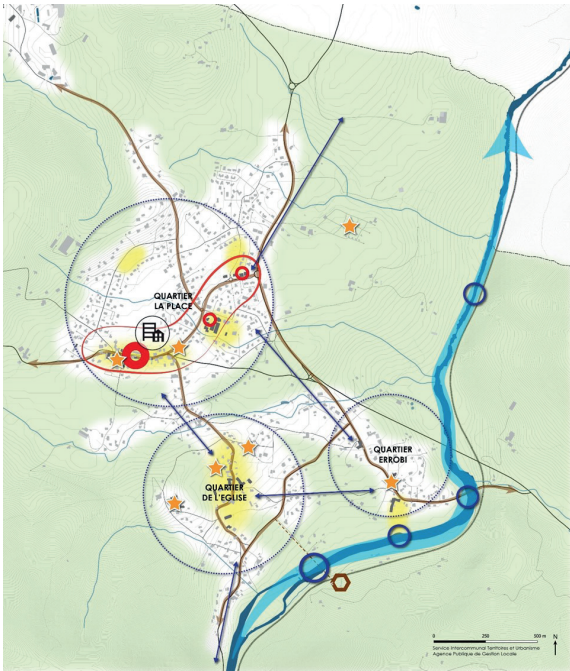 QUARTIER
LA PLACE
QUARTIER
ERROBI
QUARTIER
DE L'EGLISE
0 250 500 m
N
Service Intercommunal Territoires et Urbanisme
Agence Publique de Gestion Locale